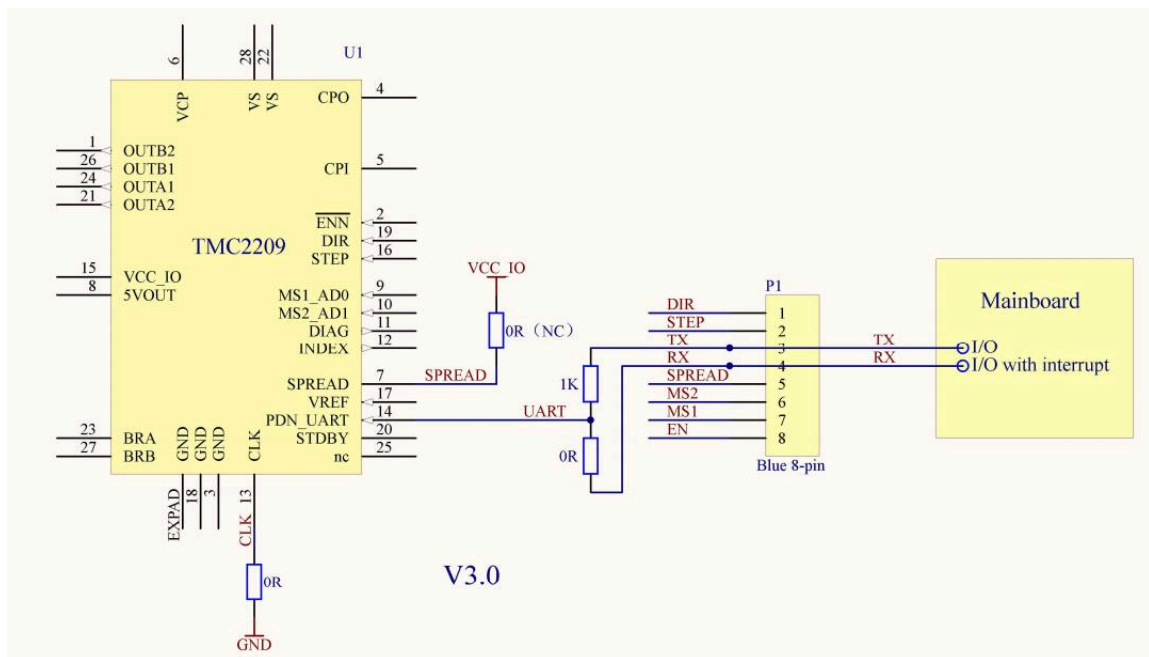 U1
6
28
22
VCP
VS
VS
CPO
4
1
OUTB2
26
OUTB1
CPI
5
24
OUTA1
21
OUTA2
ENN
2
DIR
19
TMC2209
STEP
16
15
VCC_IO
8
5VOUT
MS1_AD0
9
MS2_AD1
10
DIAG
11
INDEX
12
SPREAD
7
SPREAD
VREF
17
PDN_UART
14
UART
STDBY
20
nc
25
23
BRA
27
BRB
GND
GND
GND
CLK
EXPAD
18
3
13
CLK
0R
GND
VCC_IO
0R（NC）
1K
0R
P1
DIR
1
STEP
2
TX
3
RX
4
SPREAD
5
MS2
6
MS1
7
EN
8
Blue 8-pin
Mainboard
TX
I/O
RX
I/O with interrupt
V3.0